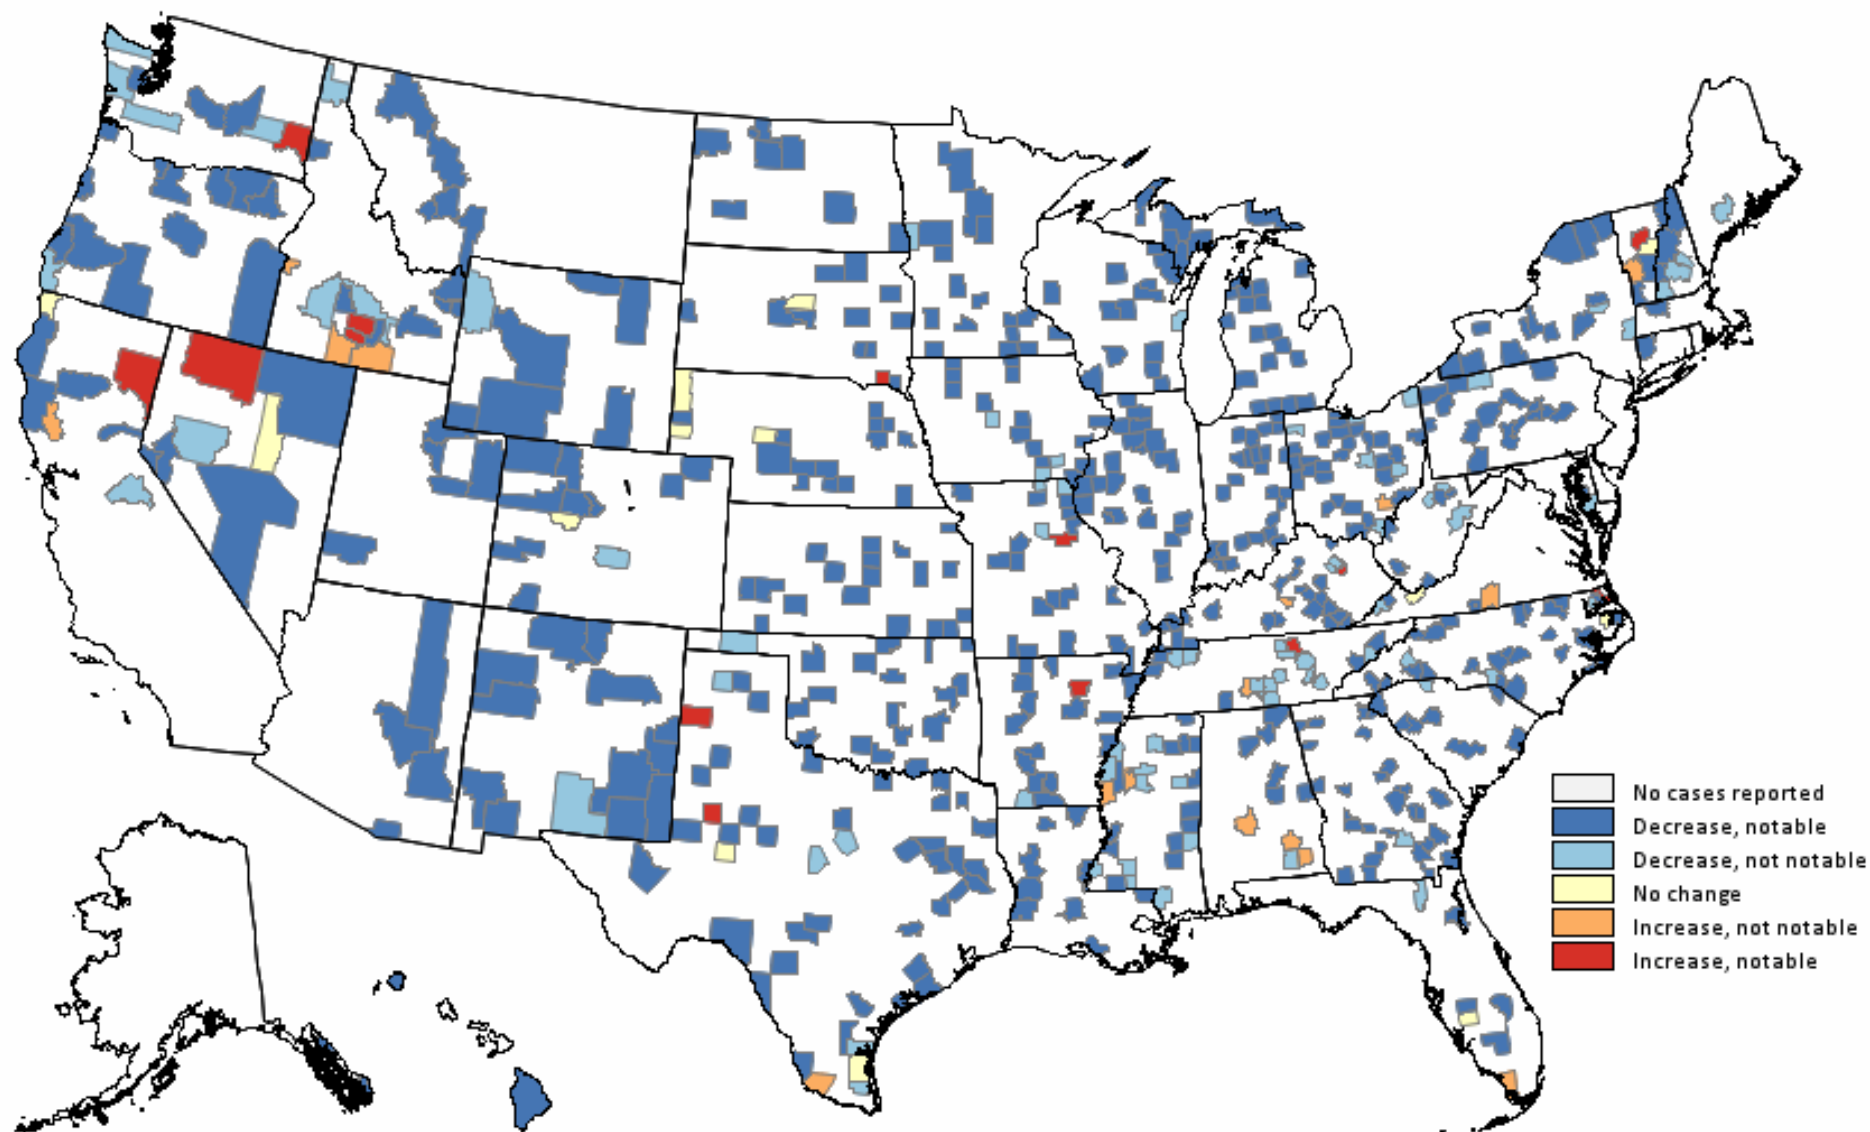 No cases reported
Decrease, notable
Decrease, not notable
No change
Increase, not notable
Increase, notable